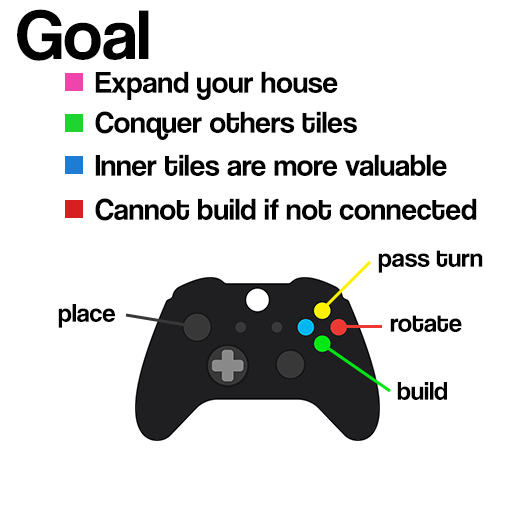 Goal
Expand your house
Conquer others tiles
Inner tiles are more valuable
Cannot build if not connected
pass turn
place
rotate
build